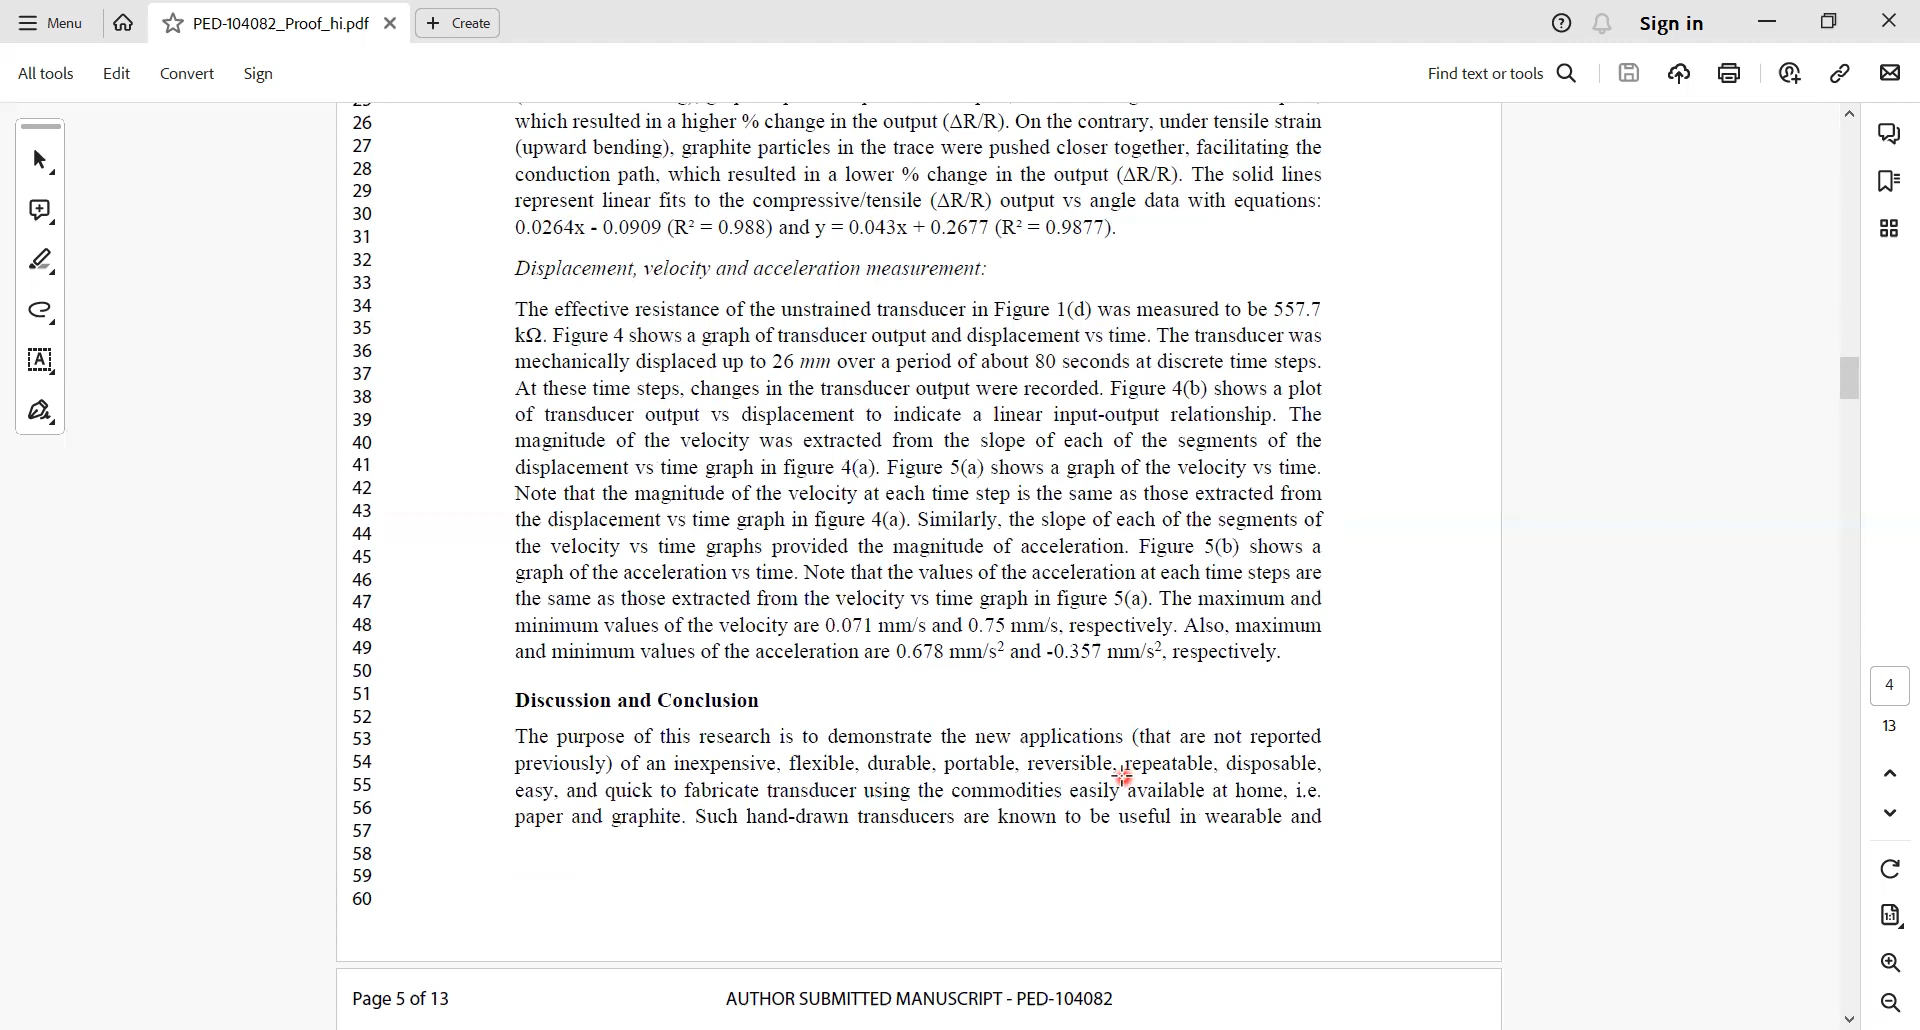 Menu
PED-104082_Proof_hi.pdf
Create
Sign in
All tools Edit Convert Sign
Find text or tools
26
27
28
29
30
31
32
33
34
35
36
37
38
39
40
41
42
43
44
45
46
47
48
49
50
51
52
53
54
55
56
57
58
59
60
which resulted in a higher % change in the output (ΔR/R). On the contrary, under tensile strain
(upward bending), graphite particles in the trace were pushed closer together, facilitating the
conduction path, which resulted in a lower % change in the output (ΔR/R). The solid lines
represent linear fits to the compressive/tensile (ΔR/R) output vs angle data with equations:
0.0264x - 0.0909 (R² = 0.988) and y = 0.043x + 0.2677 (R² = 0.9877).
Displacement, velocity and acceleration measurement:
The effective resistance of the unstrained transducer in Figure 1(d) was measured to be 557.7
kΩ. Figure 4 shows a graph of transducer output and displacement vs time. The transducer was
mechanically displaced up to 26 mm over a period of about 80 seconds at discrete time steps.
At these time steps, changes in the transducer output were recorded. Figure 4(b) shows a plot
of transducer output vs displacement to indicate a linear input-output relationship. The
magnitude of the velocity was extracted from the slope of each of the segments of the
displacement vs time graph in figure 4(a). Figure 5(a) shows a graph of the velocity vs time.
Note that the magnitude of the velocity at each time step is the same as those extracted from
the displacement vs time graph in figure 4(a). Similarly, the slope of each of the segments of
the velocity vs time graphs provided the magnitude of acceleration. Figure 5(b) shows a
graph of the acceleration vs time. Note that the values of the acceleration at each time steps are
the same as those extracted from the velocity vs time graph in figure 5(a). The maximum and
minimum values of the velocity are 0.071 mm/s and 0.75 mm/s, respectively. Also, maximum
and minimum values of the acceleration are 0.678 mm/s² and -0.357 mm/s², respectively.
Discussion and Conclusion
The purpose of this research is to demonstrate the new applications (that are not reported
previously) of an inexpensive, flexible, durable, portable, reversible, repeatable, disposable,
easy, and quick to fabricate transducer using the commodities easily available at home, i.e.
paper and graphite. Such hand-drawn transducers are known to be useful in wearable and
Page 5 of 13
AUTHOR SUBMITTED MANUSCRIPT - PED-104082
4
13